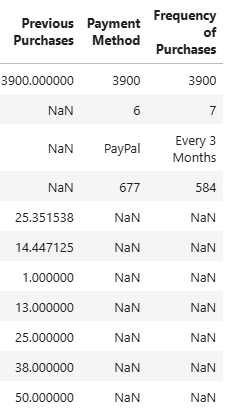 Previous Purchases Payment Method Frequency of Purchases
3900.000000 3900 3900
NaN 6 7
NaN PayPal Every 3 Months
NaN 677 584
25.351538 NaN NaN
14.447125 NaN NaN
1.000000 NaN NaN
13.000000 NaN NaN
25.000000 NaN NaN
38.000000 NaN NaN
50.000000 NaN NaN